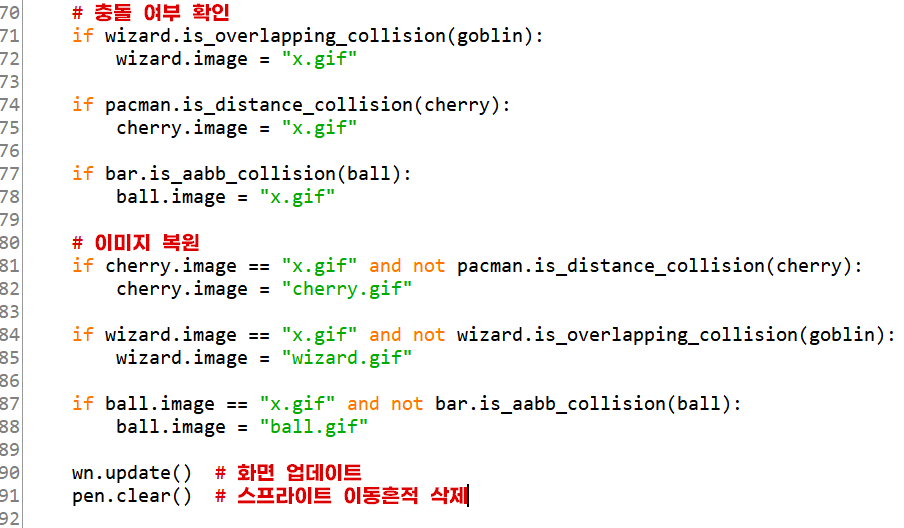 70 # 충돌 여부 확인
71 if wizard.is_overlapping_collision(goblin):
72 wizard.image = "x.gif"
73
74 if pacman.is_distance_collision(cherry):
75 cherry.image = "x.gif"
76
77 if bar.is_aabb_collision(ball):
78 ball.image = "x.gif"
79
80 # 이미지 복원
81 if cherry.image == "x.gif" and not pacman.is_distance_collision(cherry):
82 cherry.image = "cherry.gif"
83
84 if wizard.image == "x.gif" and not wizard.is_overlapping_collision(goblin):
85 wizard.image = "wizard.gif"
86
87 if ball.image == "x.gif" and not bar.is_aabb_collision(ball):
88 ball.image = "ball.gif"
89
90 wn.update() # 화면 업데이트
91 pen.clear() # 스프라이트 이동흔적 삭제
92